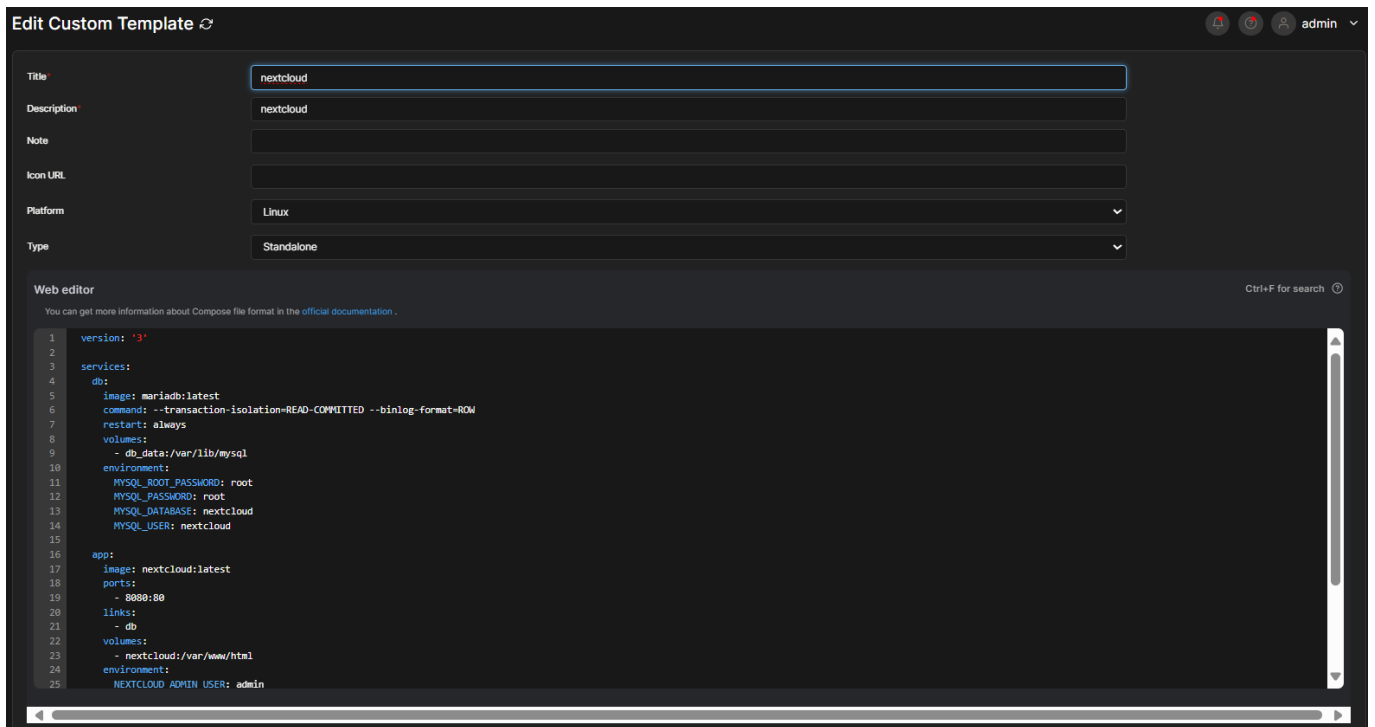 Edit Custom Template
admin
Title*
nextcloud
Description*
nextcloud
Note
Icon URL
Platform
Linux
Type
Standalone
Web editor
Ctrl+F for search
You can get more information about Compose file format in the official documentation .
1 version: '3'
2
3 services:
4   db:
5     image: mariadb:latest
6     command: --transaction-isolation=READ-COMMITTED --binlog-format=ROW
7     restart: always
8     volumes:
9       - db_data:/var/lib/mysql
10     environment:
11       MYSQL_ROOT_PASSWORD: root
12       MYSQL_PASSWORD: root
13       MYSQL_DATABASE: nextcloud
14       MYSQL_USER: nextcloud
15
16   app:
17     image: nextcloud:latest
18     ports:
19       - 8080:80
20     links:
21       - db
22     volumes:
23       - nextcloud:/var/www/html
24     environment:
25       NEXTCLOUD_ADMIN_USER: admin